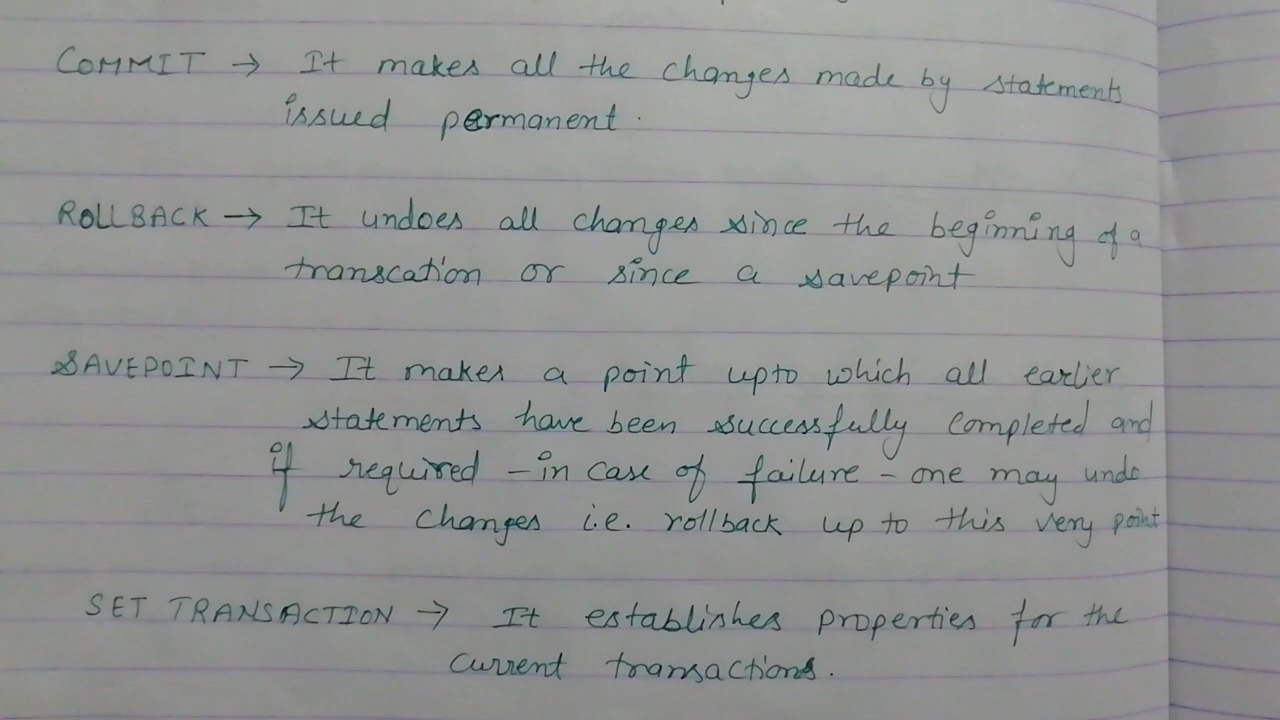 COMMIT → It makes all the changes made by statements
issued permanent.
ROLLBACK → It undoes all changes since the beginning of a
transcation or since a savepoint
SAVEPOINT → It makes a point upto which all earlier
statements have been successfully completed and
if required - in case of failure - one may undo
the changes i.e. rollback up to this very point
SET TRANSACTION → It establishes properties for the
current transactions.